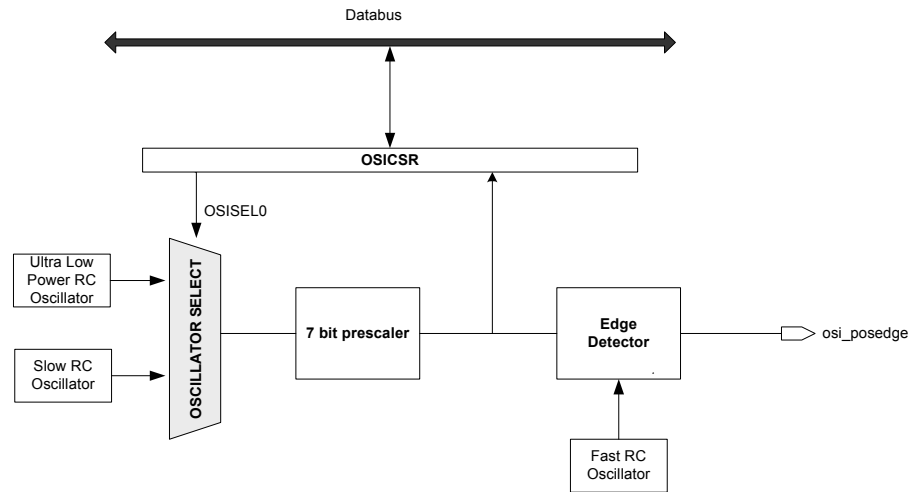 Databus
OSICSR
OSISEL0
Ultra Low
Power RC
Oscillator
OSCILLATOR SELECT
7 bit prescaler
Edge
Detector
osi_posedge
Slow RC
Oscillator
Fast RC
Oscillator